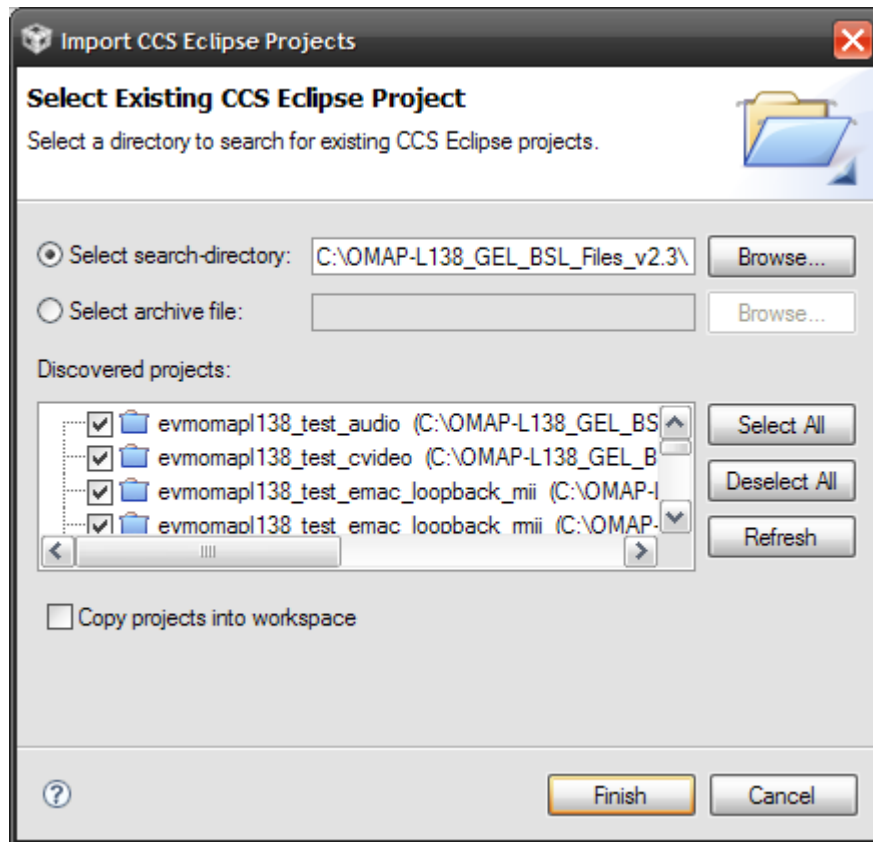 Import CCS Eclipse Projects
Select Existing CCS Eclipse Project
Select a directory to search for existing CCS Eclipse projects.
Select search-directory: C:\OMAP-L138_GEL_BSL_Files_v2.3\ Browse...
Select archive file: Browse...
Discovered projects:
evmomapl138_test_audio (C:\OMAP-L138_GEL_BS Select All
evmomapl138_test_cvideo (C:\OMAP-L138_GEL_B
evmomapl138_test_emac_loopback_mii (C:\OMAP-l Deselect All
evmomapl138_test_emac_loopback_mii (C:\OMAP-
Refresh
Copy projects into workspace
? Finish Cancel